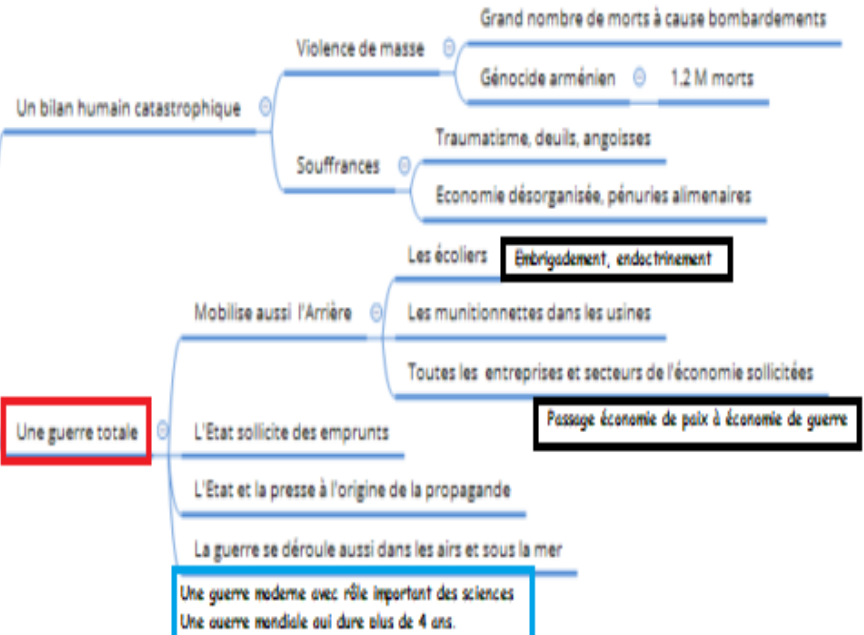 Grand nombre de morts à cause bombardements
Violence de masse
Génocide arménien
1.2 M morts
Un bilan humain catastrophique
Traumatisme, deuils, angoisses
Souffrances
Economie désorganisée, pénuries alimenaires
Les écoliers
Embrigadement, endoctrinement
Mobilise aussi l'Arrière
Les munitionnettes dans les usines
Toutes les entreprises et secteurs de l'économie sollicitées
Passage économie de paix à économie de guerre
Une guerre totale
L'Etat sollicite des emprunts
L'Etat et la presse à l'origine de la propagande
La guerre se déroule aussi dans les airs et sous la mer
Une guerre moderne avec rôle important des sciences
Une guerre mondiale qui dure plus de 4 ans.